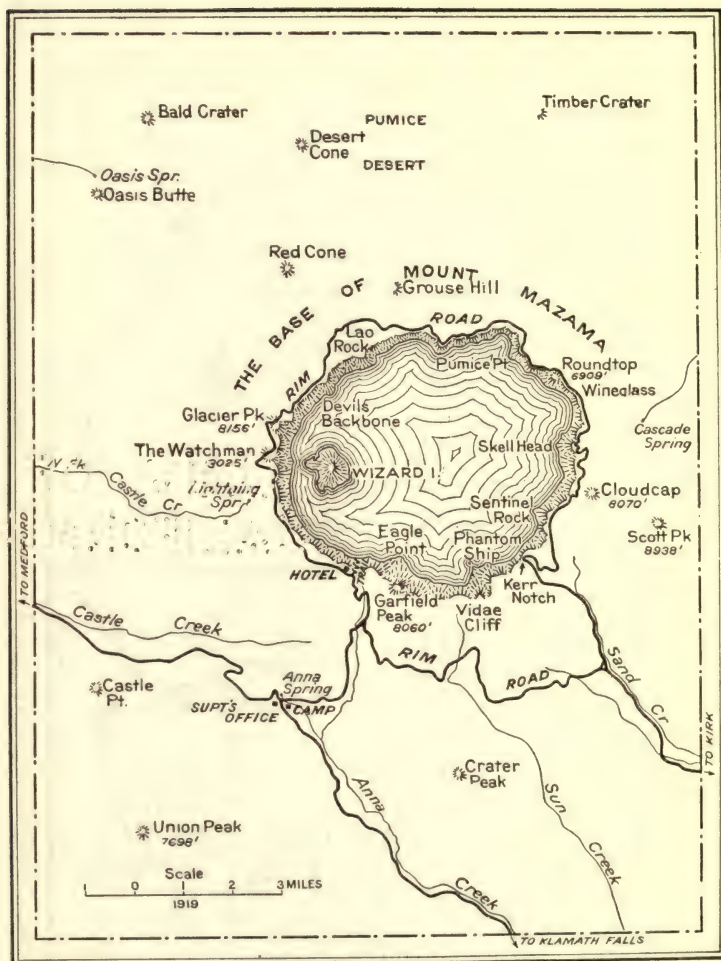 Bald Crater
PUMICE
Timber Crater
Desert
Cone
DESERT
Oasis Spr.
Oasis Butte
Red Cone
THE BASE OF MOUNT MAZAMA
Grouse Hill
RIM ROAD
Lao
Rock
Pumice Pt.
Roundtop
6909'
Wineglass
Glacier Pk
8156'
Devils
Backbone
Cascade
Spring
The Watchman
3025'
Skell Head
N. Fk
Castle
Cr
Lightning
Spr
WIZARD I.
Cloudcap
8070'
Sentinel
Rock
Scott Pk
8938'
Eagle
Point
Phantom
Ship
HOTEL
Kerr
Notch
TO MEDFORD
Garfield
Peak
8060'
Vidae
Cliff
Castle Creek
RIM ROAD
Sand
Cr
Castle
Pt.
Anna
Spring
SUPT'S
OFFICE
CAMP
TO KIRK
Crater
Peak
Anna
Creek
Sun
Creek
Union Peak
7698'
Scale
1 0 1 2 3 MILES
1919
TO KLAMATH FALLS